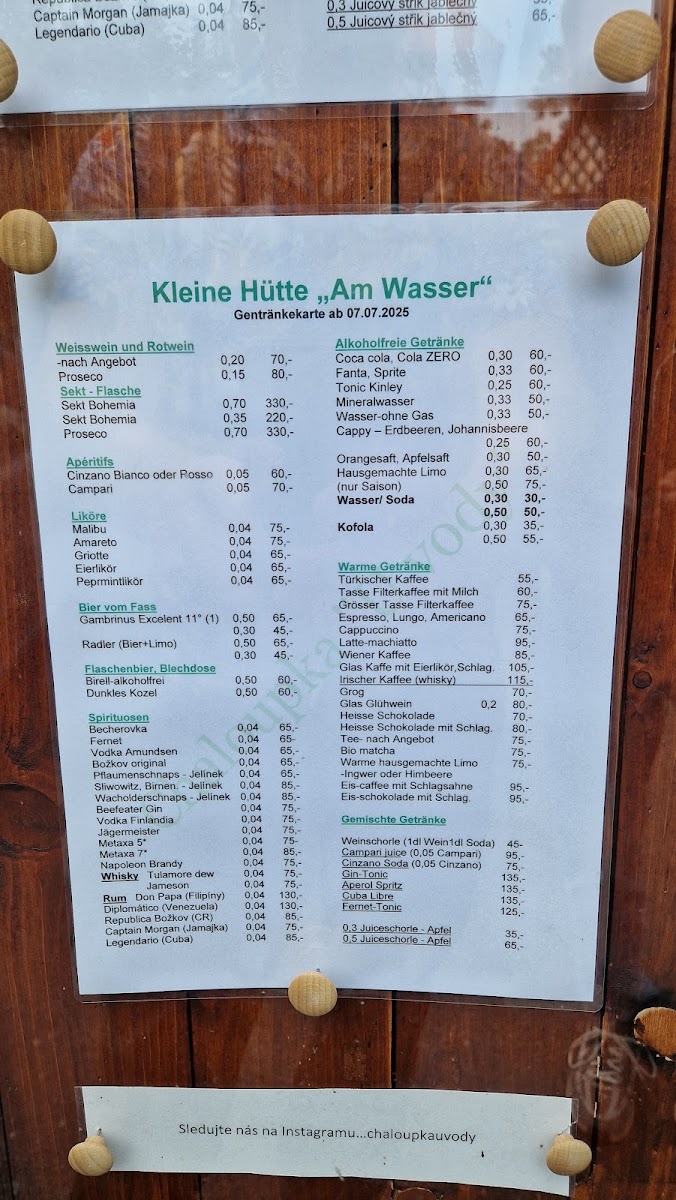 Captain Morgan (Jamajka) 0,04 75,-
Legendario (Cuba) 0,04 85,-
0,3 Juicový střik jablečný
0,5 Juicový střik jablečný 65,-
Kleine Hütte „Am Wasser“
Gentränkekarte ab 07.07.2025
Weisswein und Rotwein
-nach Angebot 0,20 70,-
Proseco 0,15 80,-
Sekt - Flasche
Sekt Bohemia 0,70 330,-
Sekt Bohemia 0,35 220,-
Proseco 0,70 330,-
Apéritifs
Cinzano Bianco oder Rosso 0,05 60,-
Campari 0,05 70,-
Liköre
Malibu 0,04 75,-
Amareto 0,04 75,-
Griotte 0,04 65,-
Eierlikör 0,04 65,-
Peprmintlikör 0,04 65,-
Bier vom Fass
Gambrinus Excelent 11° (1) 0,50 65,-
0,30 45,-
Radler (Bier+Limo) 0,50 65,-
0,30 45,-
Flaschenbier, Blechdose
Birell-alkoholfrei 0,50 60,-
Dunkles Kozel 0,50 60,-
Spirituosen
Becherovka 0,04 65,-
Fernet 0,04 65-
Vodka Amundsen 0,04 65,-
Božkov original 0,04 65,-
Pflaumenschnaps - Jelínek 0,04 65,-
Sliwowitz, Birnen. - Jelínek 0,04 85,-
Wacholderschnaps - Jelínek 0,04 85,-
Beefeater Gin 0,04 75,-
Vodka Finlandia 0,04 75,-
Jägermeister 0,04 75,-
Metaxa 5* 0,04 75-
Metaxa 7* 0,04 85,-
Napoleon Brandy 0,04 75,-
Whisky Tulamore dew 0,04 75,-
Jameson 0,04 75,-
Rum Don Papa (Filipíny) 0,04 130,-
Diplomático (Venezuela) 0,04 130,-
Republica Božkov (CR) 0,04 85,-
Captain Morgan (Jamajka) 0,04 75,-
Legendario (Cuba) 0,04 85,-
Alkoholfreie Getränke
Coca cola, Cola ZERO 0,30 60,-
Fanta, Sprite 0,33 60,-
Tonic Kinley 0,25 60,-
Mineralwasser 0,33 50,-
Wasser-ohne Gas 0,33 50,-
Cappy – Erdbeeren, Johannisbeere
0,25 60,-
Orangesaft, Apfelsaft 0,30 50,-
Hausgemachte Limo 0,30 65,-
(nur Saison) 0,50 75,-
Wasser/ Soda 0,30 30,-
0,50 50,-
Kofola 0,30 35,-
0,50 55,-
Warme Getränke
Türkischer Kaffee 55,-
Tasse Filterkaffee mit Milch 60,-
Grösser Tasse Filterkaffee 75,-
Espresso, Lungo, Americano 65,-
Cappuccino 75,-
Latte-machiatto 95,-
Wiener Kaffee 85,-
Glas Kaffe mit Eierlikör,Schlag. 105,-
Irischer Kaffee (whisky) 115,-
Grog 70,-
Glas Glühwein 0,2 80,-
Heisse Schokolade 70,-
Heisse Schokolade mit Schlag. 80,-
Tee- nach Angebot 75,-
Bio matcha 75,-
Warme hausgemachte Limo 75,-
-Ingwer oder Himbeere
Eis-caffee mit Schlagsahne 95,-
Eis-schokolade mit Schlag. 95,-
Gemischte Getränke
Weinschorle (1dl Wein1dl Soda) 45-
Campari juice (0,05 Campari) 95,-
Cinzano Soda (0,05 Cinzano) 75,-
Gin-Tonic 135,-
Aperol Spritz 135,-
Cuba Libre 135,-
Fernet-Tonic 125,-
0,3 Juiceschorle - Apfel 35,-
0,5 Juiceschorle - Apfel 65,-
Sledujte nás na Instagramu...chaloupkauvody